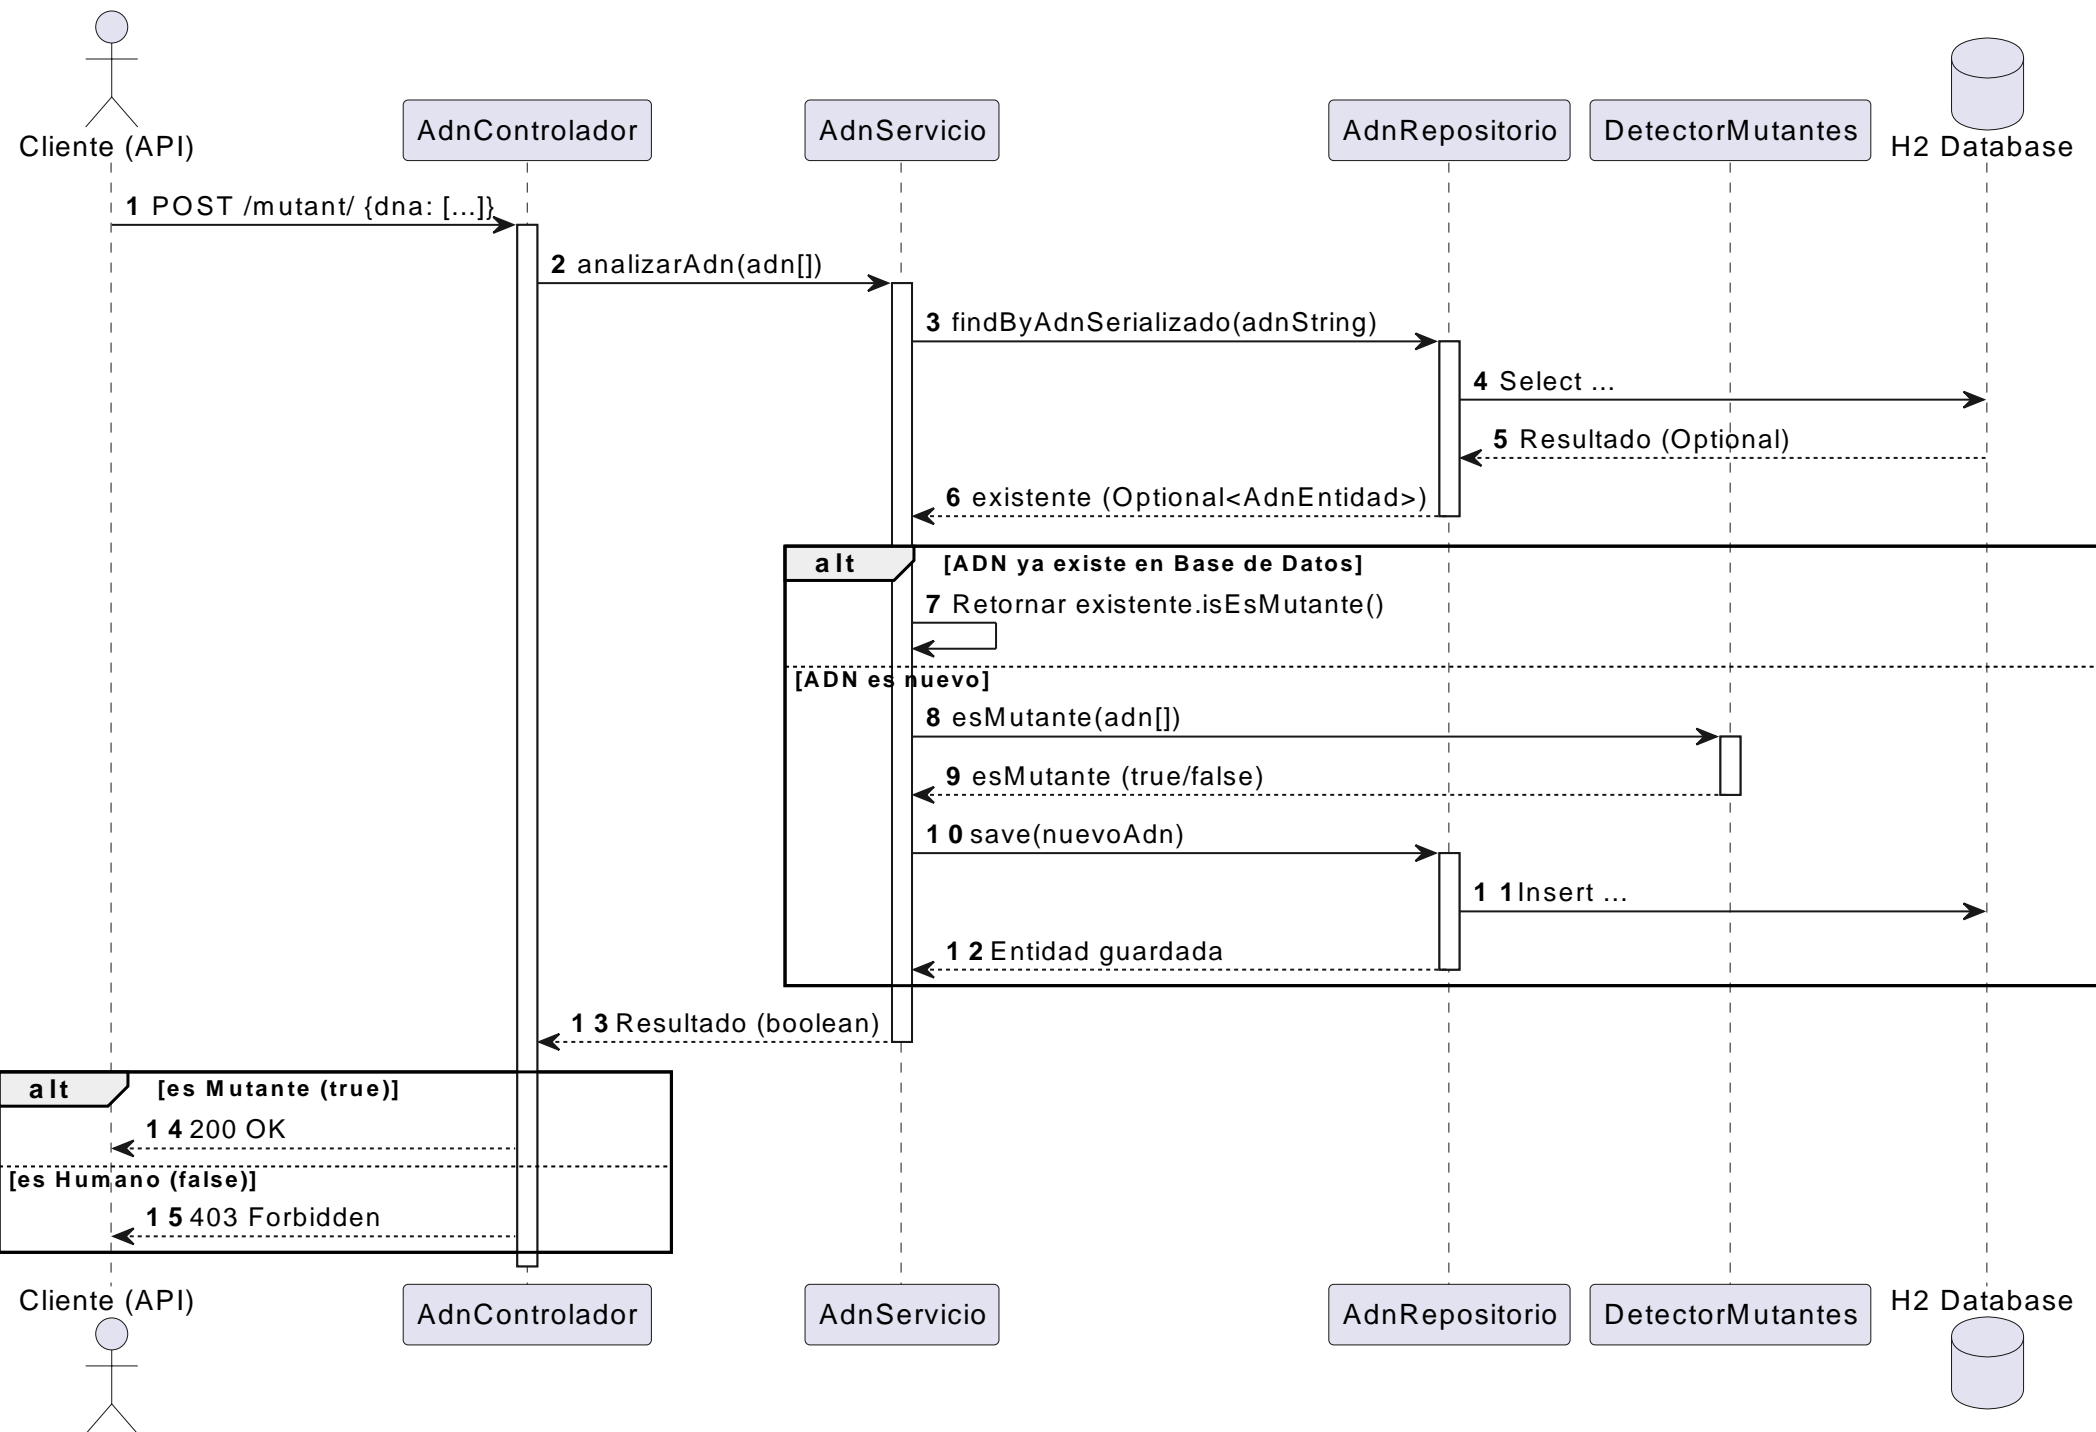 Cliente (API)
AdnControlador
AdnServicio
AdnRepositorio
DetectorMutantes
H2 Database
1 POST /mutant/ {dna: [...]}
2 analizarAdn(adn[])
3 findByAdnSerializado(adnString)
4 Select ...
5 Resultado (Optional)
6 existente (Optional<AdnEntidad>)
alt [ADN ya existe en Base de Datos]
7 Retornar existente.isEsMutante()
[ADN es nuevo]
8 esMutante(adn[])
9 esMutante (true/false)
10 save(nuevoAdn)
11 Insert ...
12 Entidad guardada
13 Resultado (boolean)
alt [es Mutante (true)]
14 200 OK
[es Humano (false)]
15 403 Forbidden
Cliente (API)
AdnControlador
AdnServicio
AdnRepositorio
DetectorMutantes
H2 Database